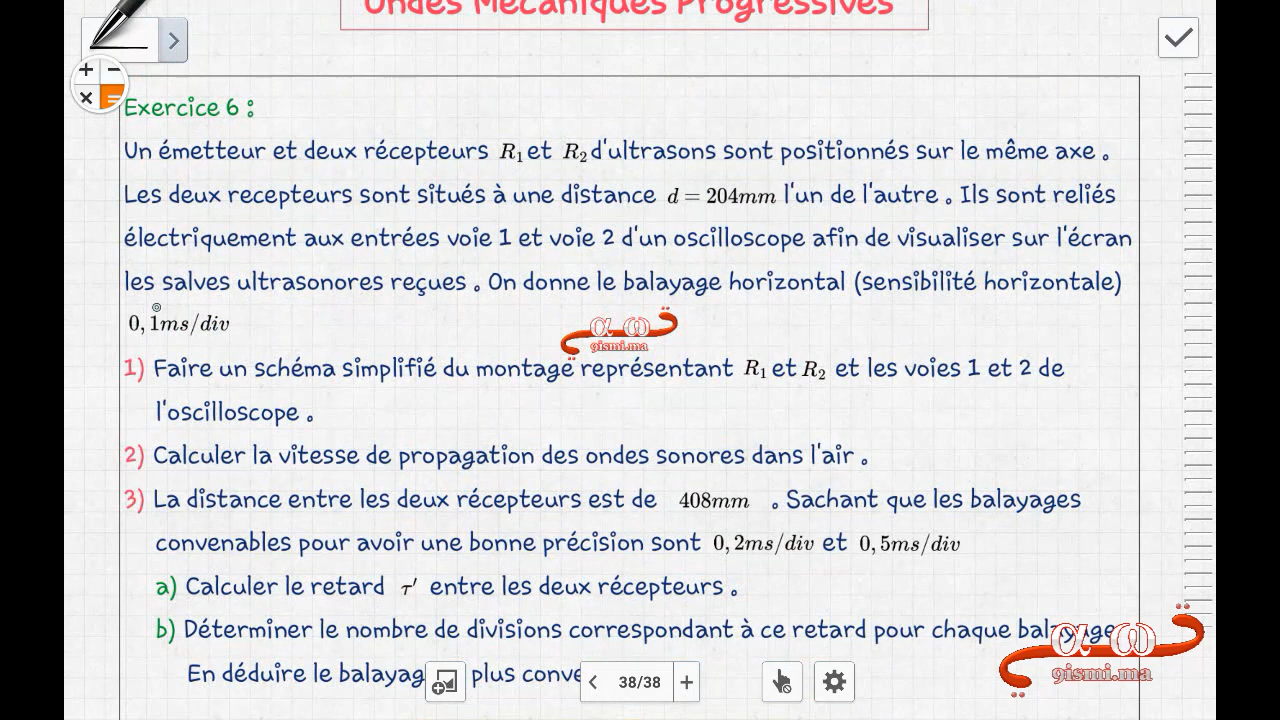 Ondes Mécaniques Progressives
Exercice 6 :
Un émetteur et deux récepteurs R₁ et R₂ d'ultrasons sont positionnés sur le même axe .
Les deux recepteurs sont situés à une distance d = 204mm l'un de l'autre . Ils sont reliés
électriquement aux entrées voie 1 et voie 2 d'un oscilloscope afin de visualiser sur l'écran
les salves ultrasonores reçues . On donne le balayage horizontal (sensibilité horizontale)
0, 1ms/div
α ω
gismi.ma
1) Faire un schéma simplifié du montage représentant R₁ et R₂ et les voies 1 et 2 de
l'oscilloscope .
2) Calculer la vitesse de propagation des ondes sonores dans l'air .
3) La distance entre les deux récepteurs est de 408mm . Sachant que les balayages
convenables pour avoir une bonne précision sont 0, 2ms/div et 0, 5ms/div
a) Calculer le retard τ' entre les deux récepteurs .
b) Déterminer le nombre de divisions correspondant à ce retard pour chaque balayage
En déduire le plus
38/38
α ω
gismi.ma